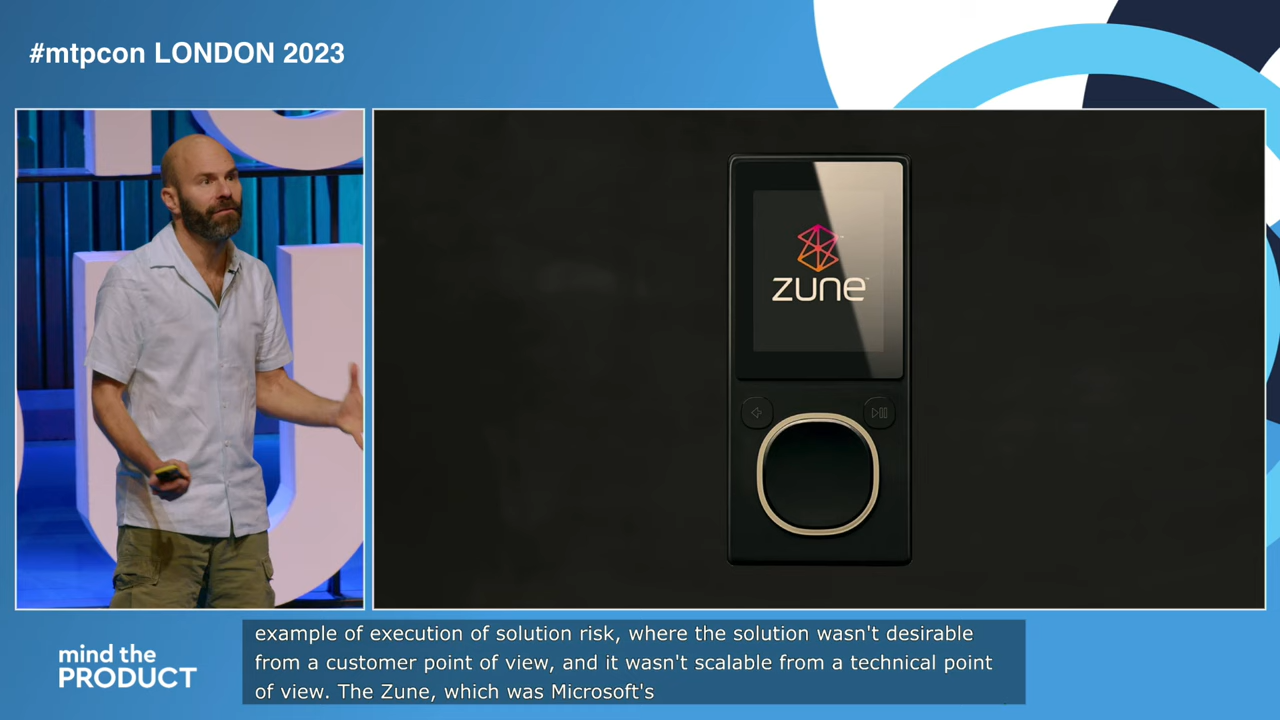 #mtpcon LONDON 2023
zune
example of execution of solution risk, where the solution wasn't desirable
from a customer point of view, and it wasn't scalable from a technical point
of view. The Zune, which was Microsoft's
mind the
PRODUCT